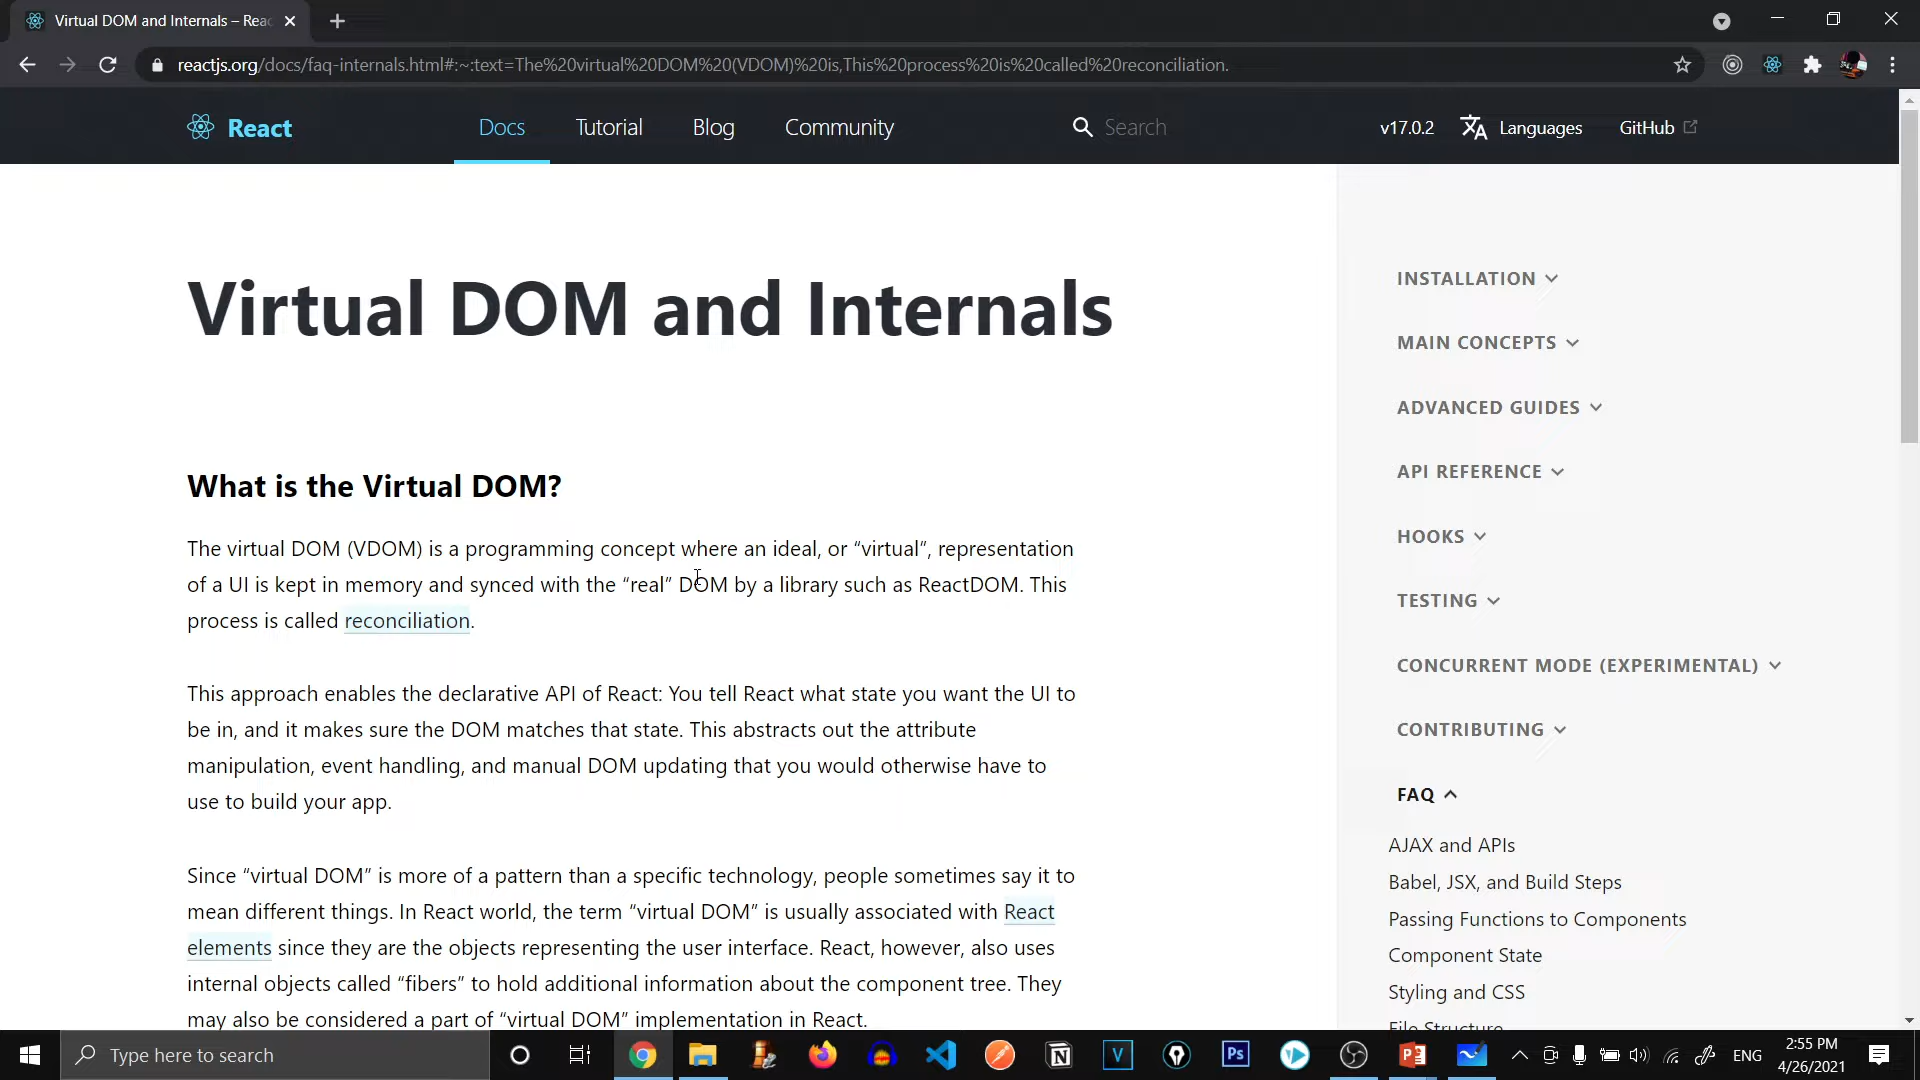 Virtual DOM and Internals – Reac
reactjs.org/docs/faq-internals.html#:~:text=The%20virtual%20DOM%20(VDOM)%20is,This%20process%20is%20called%20reconciliation.
React
Docs
Tutorial
Blog
Community
Search
v17.0.2
Languages
GitHub
Virtual DOM and Internals
What is the Virtual DOM?
The virtual DOM (VDOM) is a programming concept where an ideal, or “virtual”, representation
of a UI is kept in memory and synced with the “real” DOM by a library such as ReactDOM. This
process is called reconciliation.
This approach enables the declarative API of React: You tell React what state you want the UI to
be in, and it makes sure the DOM matches that state. This abstracts out the attribute
manipulation, event handling, and manual DOM updating that you would otherwise have to
use to build your app.
Since “virtual DOM” is more of a pattern than a specific technology, people sometimes say it to
mean different things. In React world, the term “virtual DOM” is usually associated with React
elements since they are the objects representing the user interface. React, however, also uses
internal objects called “fibers” to hold additional information about the component tree. They
may also be considered a part of “virtual DOM” implementation in React.
INSTALLATION
MAIN CONCEPTS
ADVANCED GUIDES
API REFERENCE
HOOKS
TESTING
CONCURRENT MODE (EXPERIMENTAL)
CONTRIBUTING
FAQ
AJAX and APIs
Babel, JSX, and Build Steps
Passing Functions to Components
Component State
Styling and CSS
File Structure
Type here to search
N
V
Ps
P
ENG
2:55 PM
4/26/2021